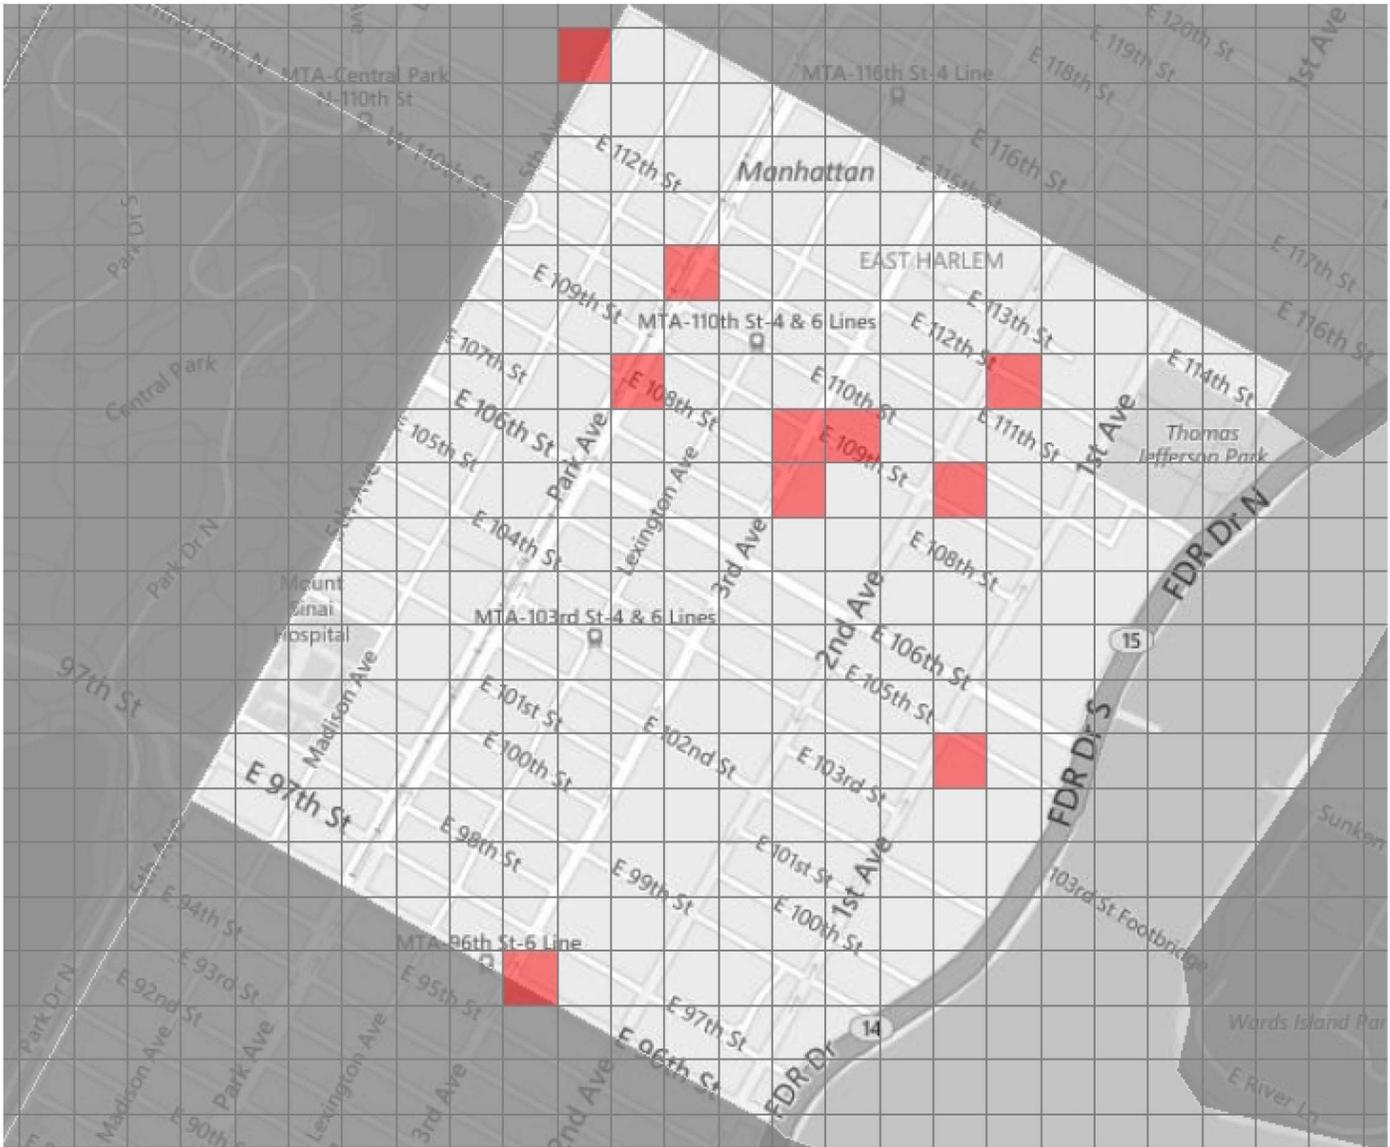 E 120th St
1st Ave
E 119th St
Central Park N
E 118th St
MTA-Central Park
N-110th St
MTA-116th St-4 Line
5th Ave
E 112th St
W 110th St
E 116th St
Manhattan
E 115th St
Park Dr S
E 117th St
EAST HARLEM
E 109th St
E 113th St
E 116th St
MTA-110th St-4 & 6 Lines
E 112th St
E 107th St
E 114th St
Central Park
E 108th St
E 110th St
E 106th St
E 111th St
1st Ave
E 105th St
Park Ave
E 109th St
Thomas
Jefferson Park
5th Ave
Lexington Ave
E 104th St
3rd Ave
FDR Dr N
Park Dr N
E 108th St
Mount
Sinai
Hospital
MTA-103rd St-4 & 6 Lines
2nd Ave
E 106th St
15
97th St
Madison Ave
E 101st St
E 105th St
FDR Dr S
E 100th St
E 102nd St
E 103rd St
E 97th St
Sunken
E 98th St
5th Ave
E 99th St
E 101st St
1st Ave
103rd St Footbridge
E 94th St
E 100th St
MTA-96th St-6 Line
E 93rd St
E 95th St
E 92nd St
Park Dr N
E 97th St
14
Wards Island Par
Madison Ave
Park Ave
Lexington Ave
3rd Ave
2nd Ave
E 96th St
FDR Dr
E River Ln
E 90th S